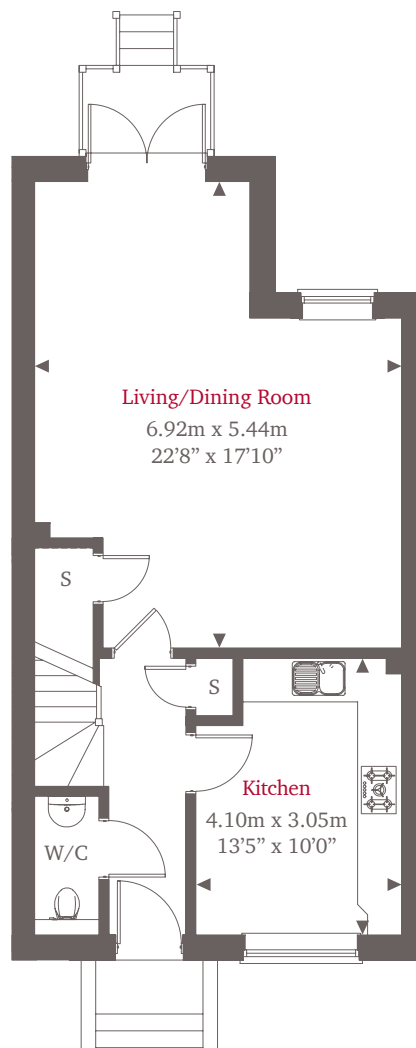 Living/Dining Room
6.92m x 5.44m
22’8” x 17’10”
S
S
Kitchen
4.10m x 3.05m
13’5” x 10’0”
W/C